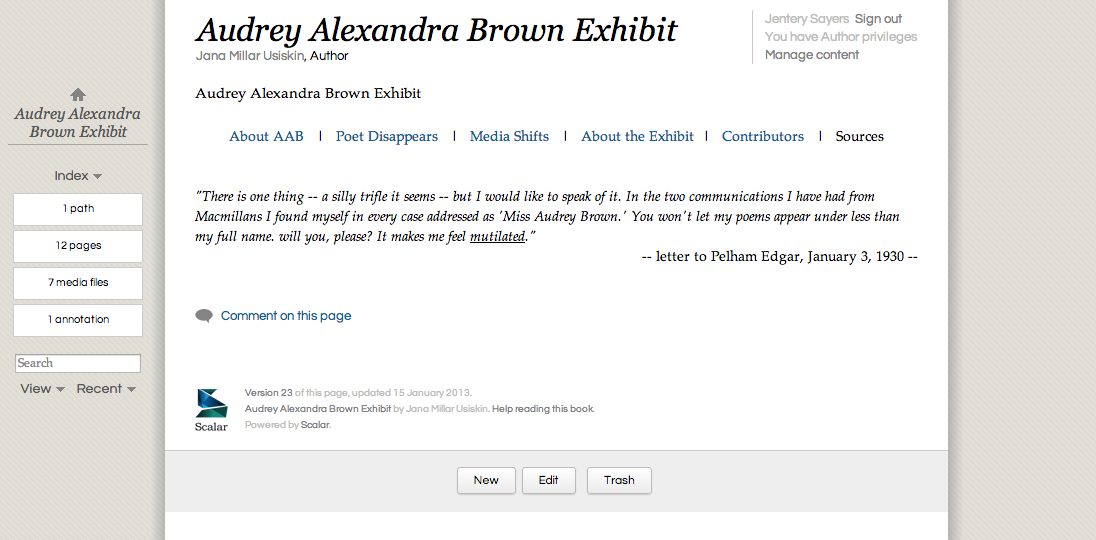 Audrey Alexandra Brown Exhibit
Jana Millar Usiskin, Author
Jentery Sayers Sign out
You have Author privileges
Manage content
Audrey Alexandra
Brown Exhibit
Index
1 path
12 pages
7 media files
1 annotation
Search
View Recent
Audrey Alexandra Brown Exhibit
About AAB | Poet Disappears | Media Shifts | About the Exhibit | Contributors | Sources
"There is one thing -- a silly trifle it seems -- but I would like to speak of it. In the two communications I have had from
Macmillans I found myself in every case addressed as 'Miss Audrey Brown.' You won't let my poems appear under less than
my full name. will you, please? It makes me feel mutilated."
-- letter to Pelham Edgar, January 3, 1930 --
Comment on this page
Scalar
Version 23 of this page, updated 15 January 2013.
Audrey Alexandra Brown Exhibit by Jana Millar Usiskin. Help reading this book.
Powered by Scalar.
New Edit Trash